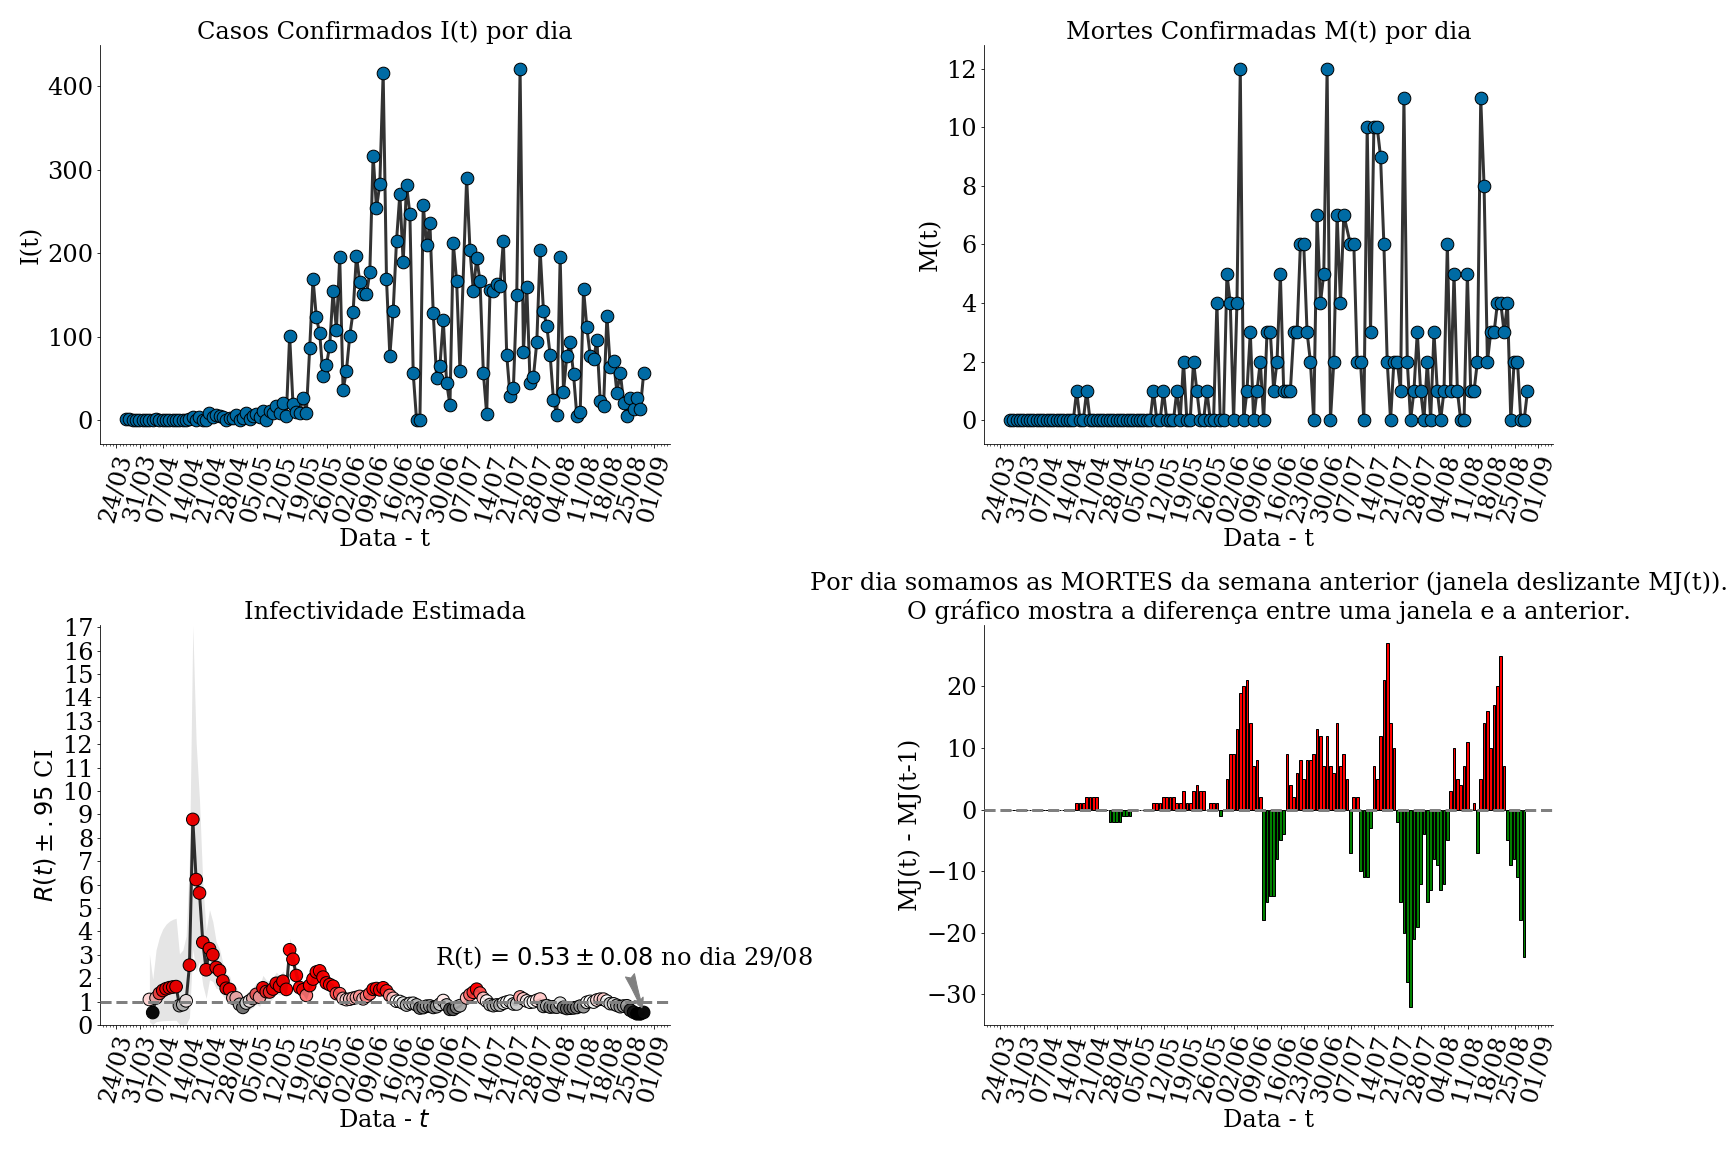 Casos Confirmados I(t) por dia
400
300
200
100
0
I(t)
24/03 31/03 07/04 14/04 21/04 28/04 05/05 12/05 19/05 26/05 02/06 09/06 16/06 23/06 30/06 07/07 14/07 21/07 28/07 04/08 11/08 18/08 25/08 01/09
Data - t
Mortes Confirmadas M(t) por dia
12
10
8
6
4
2
0
M(t)
24/03 31/03 07/04 14/04 21/04 28/04 05/05 12/05 19/05 26/05 02/06 09/06 16/06 23/06 30/06 07/07 14/07 21/07 28/07 04/08 11/08 18/08 25/08 01/09
Data - t
Infectividade Estimada
17
16
15
14
13
12
11
10
9
8
7
6
5
4
3
2
1
0
R(t) ± .95 CI
R(t) = 0.53 ± 0.08 no dia 29/08
24/03 31/03 07/04 14/04 21/04 28/04 05/05 12/05 19/05 26/05 02/06 09/06 16/06 23/06 30/06 07/07 14/07 21/07 28/07 04/08 11/08 18/08 25/08 01/09
Data - t
Por dia somamos as MORTES da semana anterior (janela deslizante MJ(t)).
O gráfico mostra a diferença entre uma janela e a anterior.
20
10
0
−10
−20
−30
MJ(t) - MJ(t-1)
24/03 31/03 07/04 14/04 21/04 28/04 05/05 12/05 19/05 26/05 02/06 09/06 16/06 23/06 30/06 07/07 14/07 21/07 28/07 04/08 11/08 18/08 25/08 01/09
Data - t